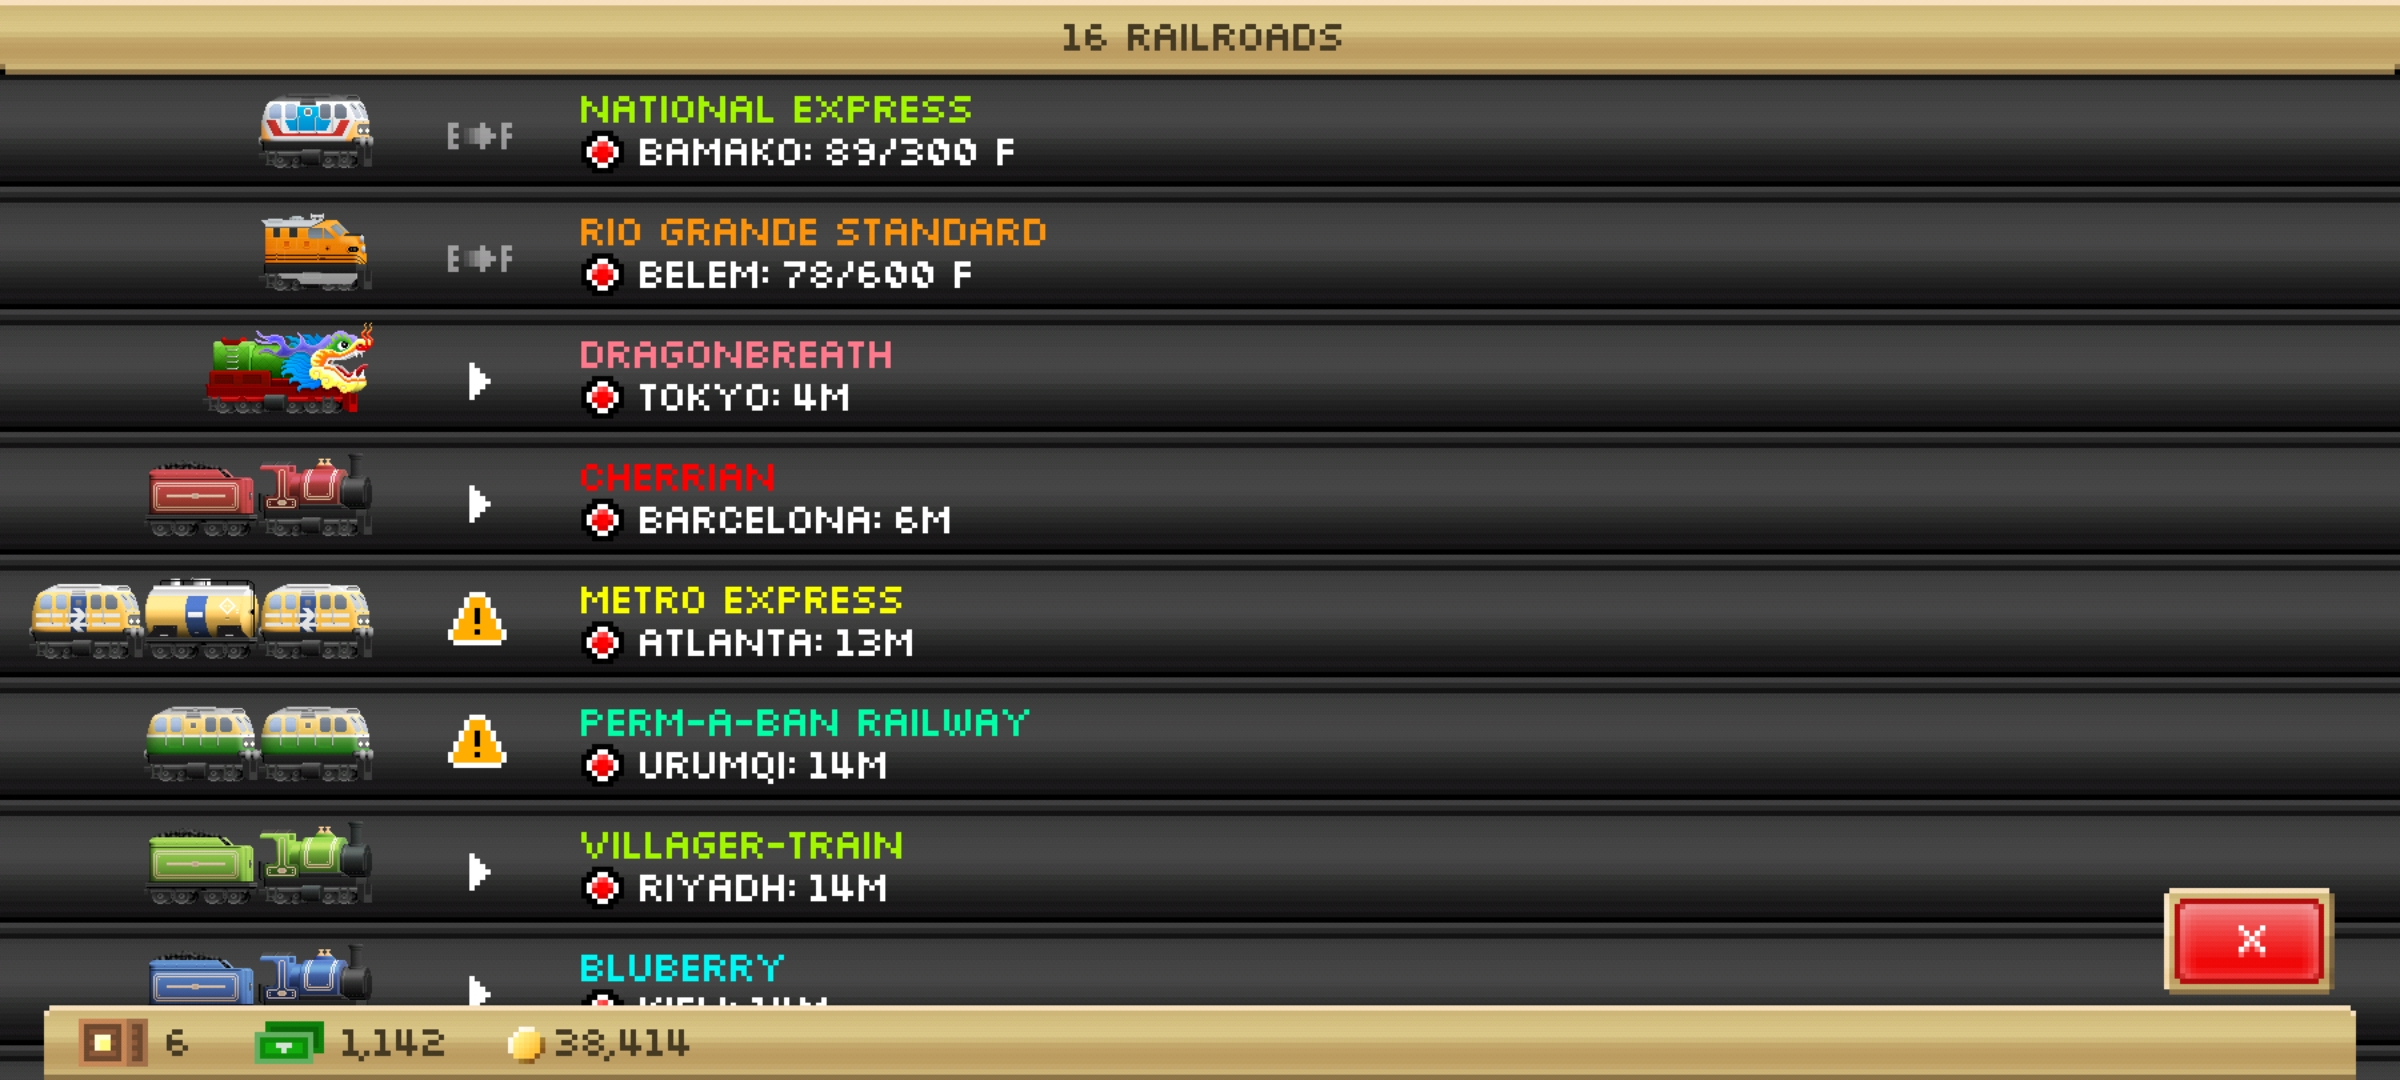 16 RAILROADS
E F
NATIONAL EXPRESS
BAMAKO: 89/300 F
E F
RIO GRANDE STANDARD
BELEM: 78/600 F
DRAGONBREATH
TOKYO: 4M
CHERRIAN
BARCELONA: 6M
METRO EXPRESS
ATLANTA: 13M
PERM-A-BAN RAILWAY
URUMQI: 14M
VILLAGER-TRAIN
RIYADH: 14M
BLUBERRY
X
6 1,142 38,414